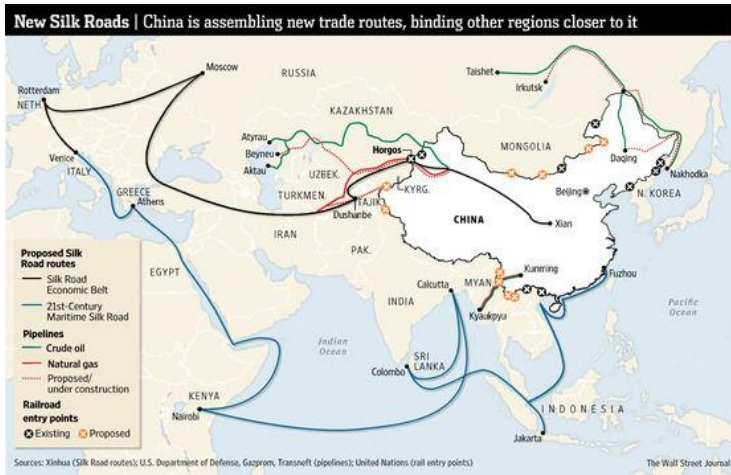 New Silk Roads | China is assembling new trade routes, binding other regions closer to it
Moscow
RUSSIA
Taishet
Irkutsk
Rotterdam
NETH
KAZAKHSTAN
Atyrau
Beyneu
Aktau
Horgos
MONGOLIA
Daqing
Nakhodka
Venice
ITALY
UZBEK.
KYRG.
TURKMEN.
TAJIK.
Dushanbe
GREECE
Athens
Beijing
N. KOREA
CHINA
Xian
IRAN
PAK.
EGYPT
Calcutta
MYAN
Kunming
Fuzhou
INDIA
Kyaukpyu
Pacific
Ocean
Indian
Ocean
SRI
LANKA
Colombo
KENYA
Nairobi
INDONESIA
Jakarta
Proposed Silk
Road routes
Silk Road
Economic Belt
21st-Century
Maritime Silk Road
Pipelines
Crude oil
Natural gas
Proposed/
under construction
Railroad
entry points
Existing Proposed
Sources: Xinhua (Silk Road routes); U.S. Department of Defense, Gazprom, Transneft (pipelines); United Nations (rail entry points)
The Wall Street Journal